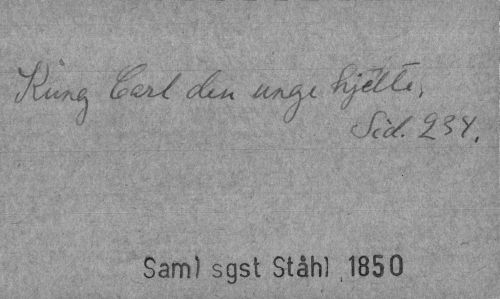 Kung Carl den unge hjelte,
Sid. 234.
Saml sgst Ståhl 1850